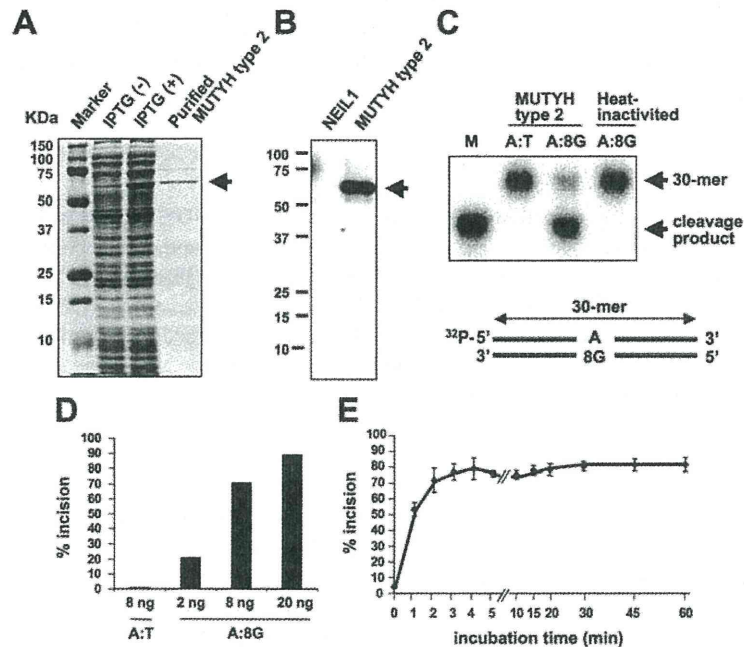 A
KDa
Marker
IPTG (-)
IPTG (+)
Purified
MUTYH type 2
150
100
75
50
37
25
15
10
B
NEIL1
MUTYH type 2
100
75
50
37
25
15
10
C
MUTYH
type 2
Heat-
inactivited
M
A:T
A:8G
A:8G
30-mer
cleavage
product
30-mer
32P-5'
A
3'
3'
8G
5'
D
% incision
100
90
80
70
60
50
40
30
20
10
0
8 ng
2 ng
8 ng
20 ng
A:T
A:8G
E
% incision
100
90
80
70
60
50
40
30
20
10
0
0
1
2
3
4
5
10
15
20
30
45
60
incubation time (min)